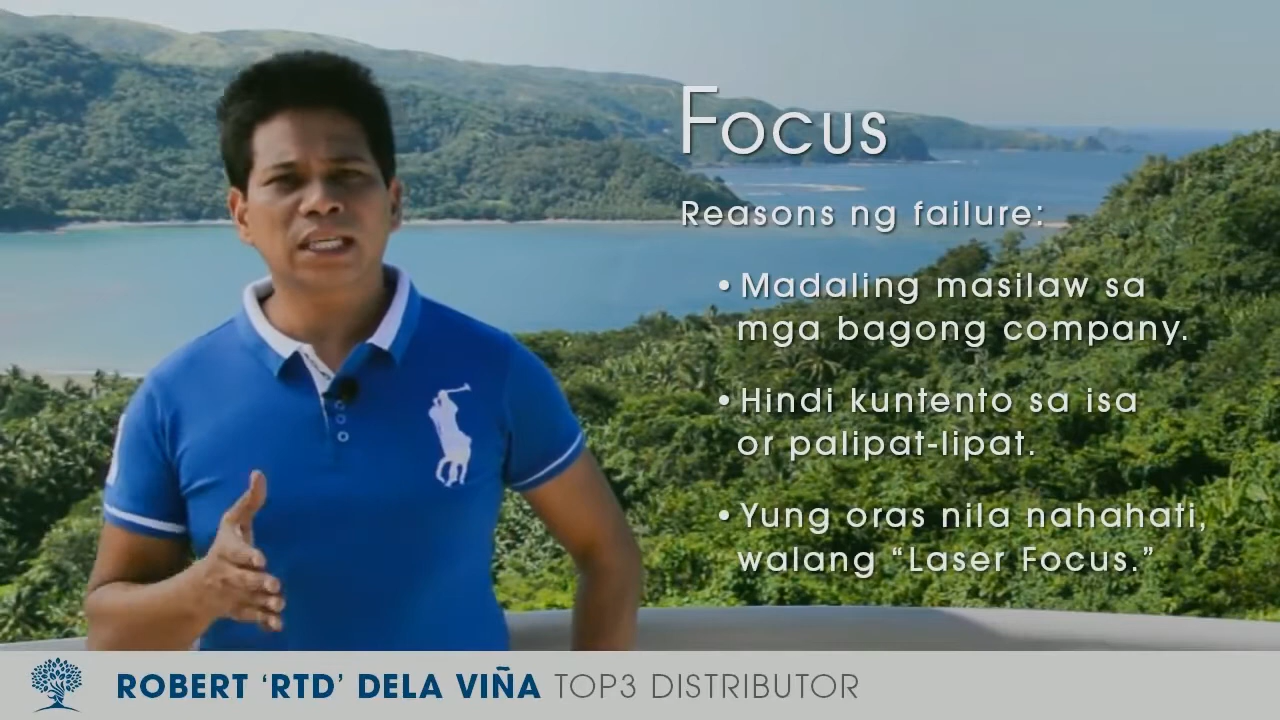 Focus
Reasons ng failure:
• Madaling masilaw sa
mga bagong company.
• Hindi kuntento sa isa
or palipat-lipat.
• Yung oras nila nahahati,
walang “Laser Focus.”
ROBERT ‘RTD’ DELA VIÑA TOP3 DISTRIBUTOR